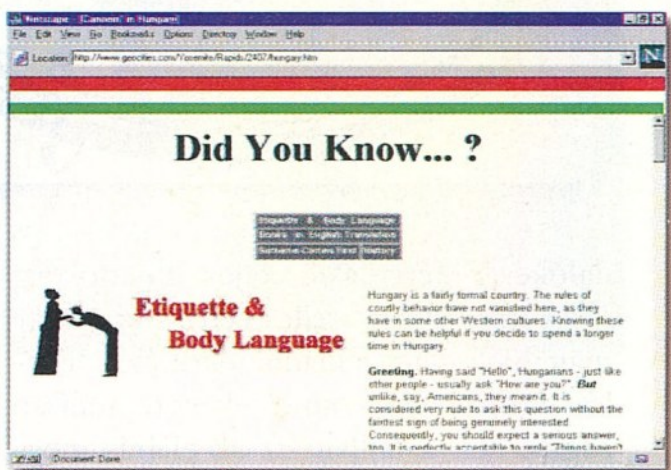 Netscape - [Canoein' in Hungary]
File Edit View Go Bookmarks Options Directory Window Help
Location: http://www.geocities.com/Yosemite/Rapids/2407/hungary.htm
N
Did You Know... ?
Etiquette & Body Language
Books in English Translation
Surname Comes First History
Etiquette &
Body Language
Hungary is a fairly formal country. The rules of
courtly behavior have not vanished here, as they
have in some other Western cultures. Knowing these
rules can be helpful if you decide to spend a longer
time in Hungary.
Greeting. Having said "Hello", Hungarians - just like
other people - usually ask "How are you?". But
unlike, say, Americans, they mean it. It is
considered very rude to ask this question without the
faintest sign of being genuinely interested.
Consequently, you should expect a serious answer,
too. It is perfectly acceptable to reply "Things haven't
Document: Done